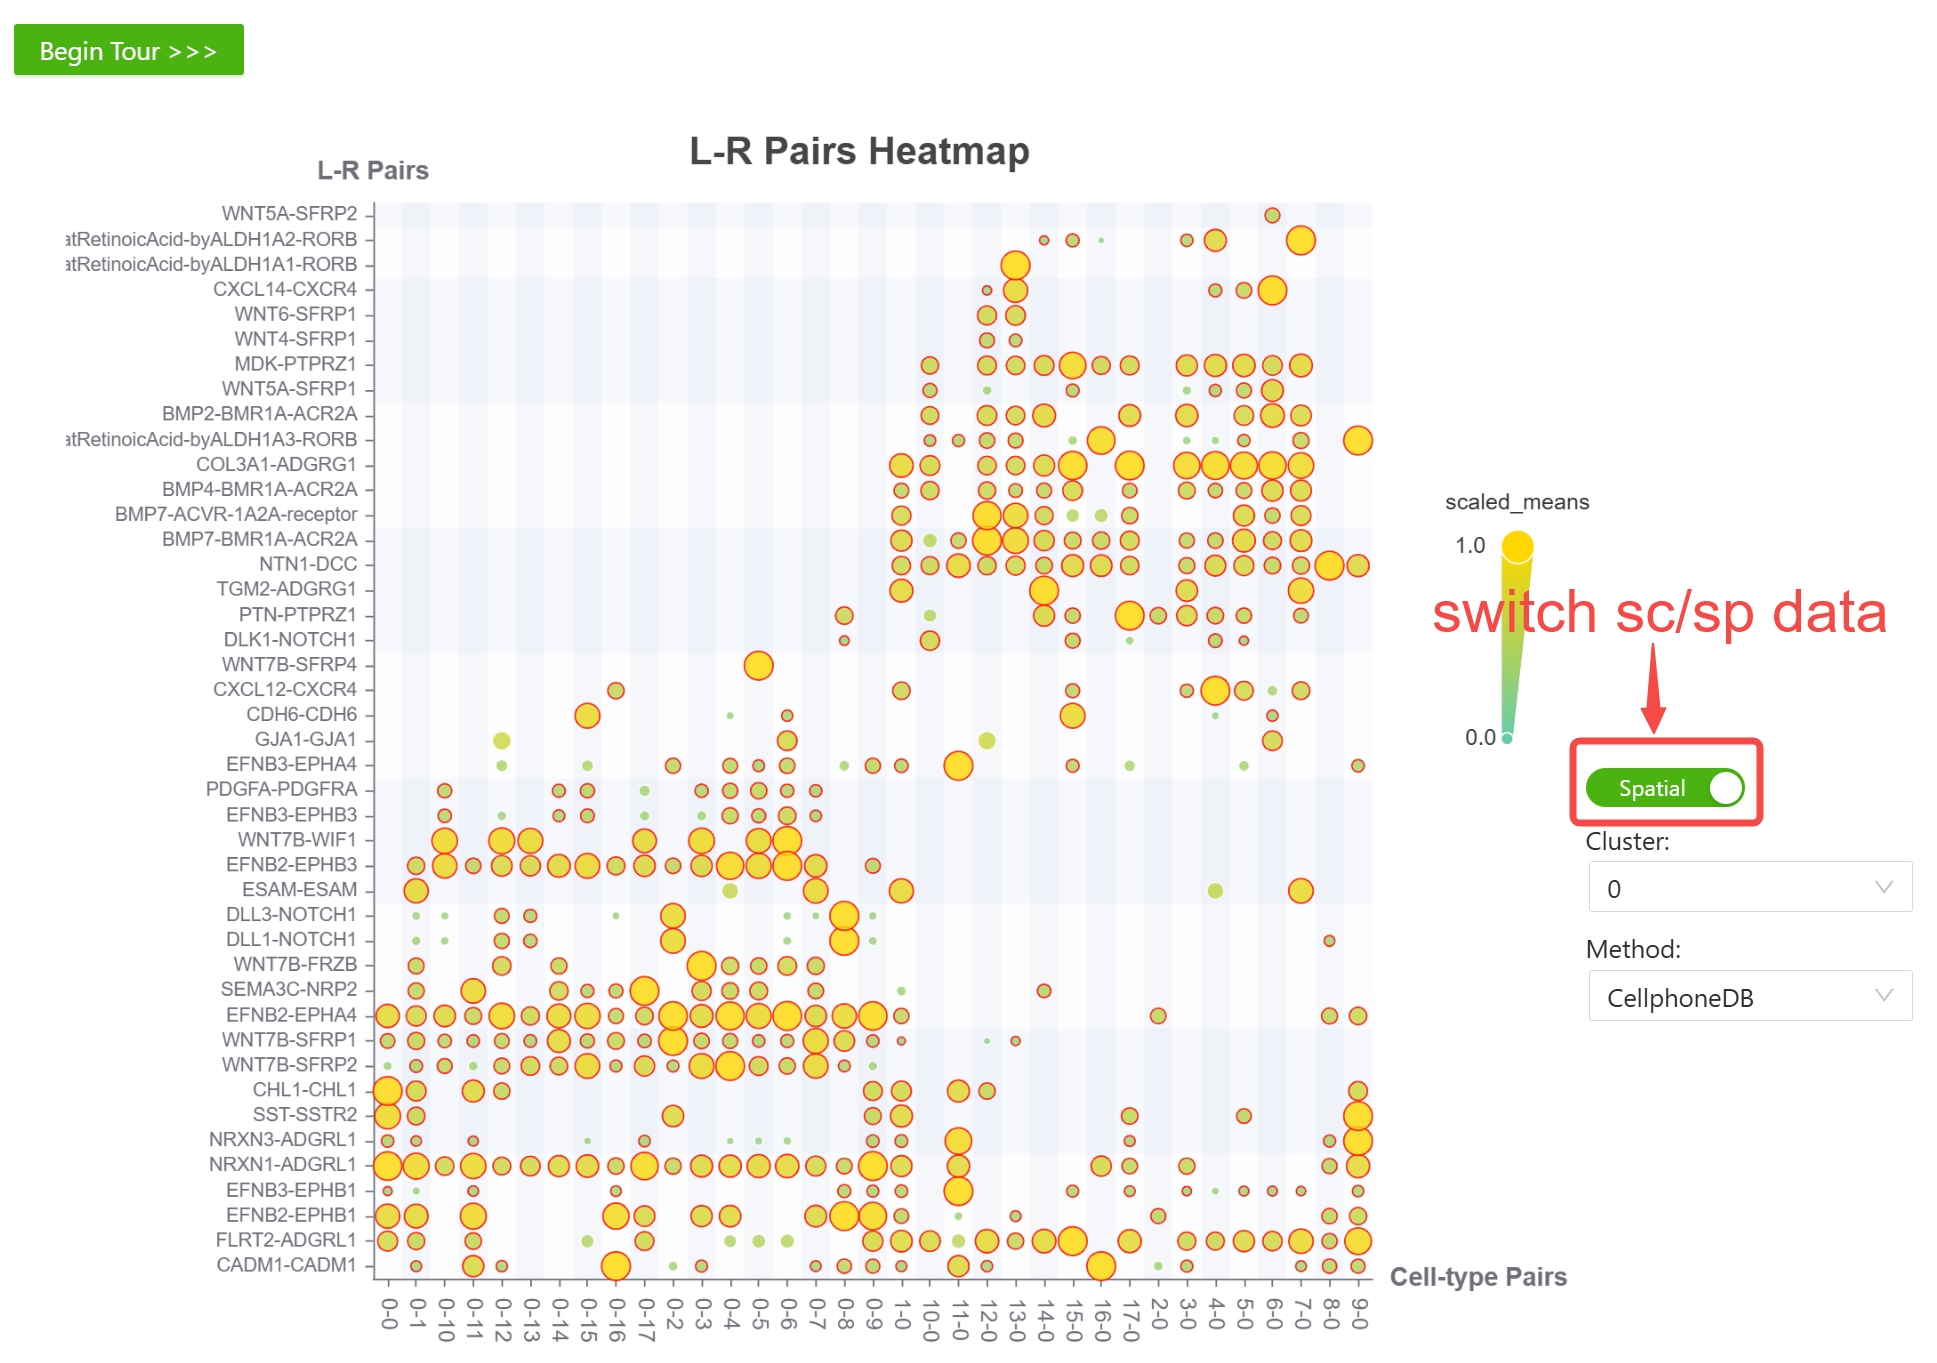 Begin Tour >>>
L-R Pairs Heatmap
L-R Pairs
WNT5A-SFRP2
atRetinoicAcid-byALDH1A2-RORB
atRetinoicAcid-byALDH1A1-RORB
CXCL14-CXCR4
WNT6-SFRP1
WNT4-SFRP1
MDK-PTPRZ1
WNT5A-SFRP1
BMP2-BMR1A-ACR2A
atRetinoicAcid-byALDH1A3-RORB
COL3A1-ADGRG1
BMP4-BMR1A-ACR2A
BMP7-ACVR-1A2A-receptor
BMP7-BMR1A-ACR2A
NTN1-DCC
TGM2-ADGRG1
PTN-PTPRZ1
DLK1-NOTCH1
WNT7B-SFRP4
CXCL12-CXCR4
CDH6-CDH6
GJA1-GJA1
EFNB3-EPHA4
PDGFA-PDGFRA
EFNB3-EPHB3
WNT7B-WIF1
EFNB2-EPHB3
ESAM-ESAM
DLL3-NOTCH1
DLL1-NOTCH1
WNT7B-FRZB
SEMA3C-NRP2
EFNB2-EPHA4
WNT7B-SFRP1
WNT7B-SFRP2
CHL1-CHL1
SST-SSTR2
NRXN3-ADGRL1
NRXN1-ADGRL1
EFNB3-EPHB1
EFNB2-EPHB1
FLRT2-ADGRL1
CADM1-CADM1
0-0
0-1
0-10
0-11
0-12
0-13
0-14
0-15
0-16
0-17
0-2
0-3
0-4
0-5
0-6
0-7
0-8
0-9
1-0
10-0
11-0
12-0
13-0
14-0
15-0
16-0
17-0
2-0
3-0
4-0
5-0
6-0
7-0
8-0
9-0
Cell-type Pairs
scaled_means
1.0
0.0
switch sc/sp data
Spatial
Cluster:
0
Method:
CellphoneDB